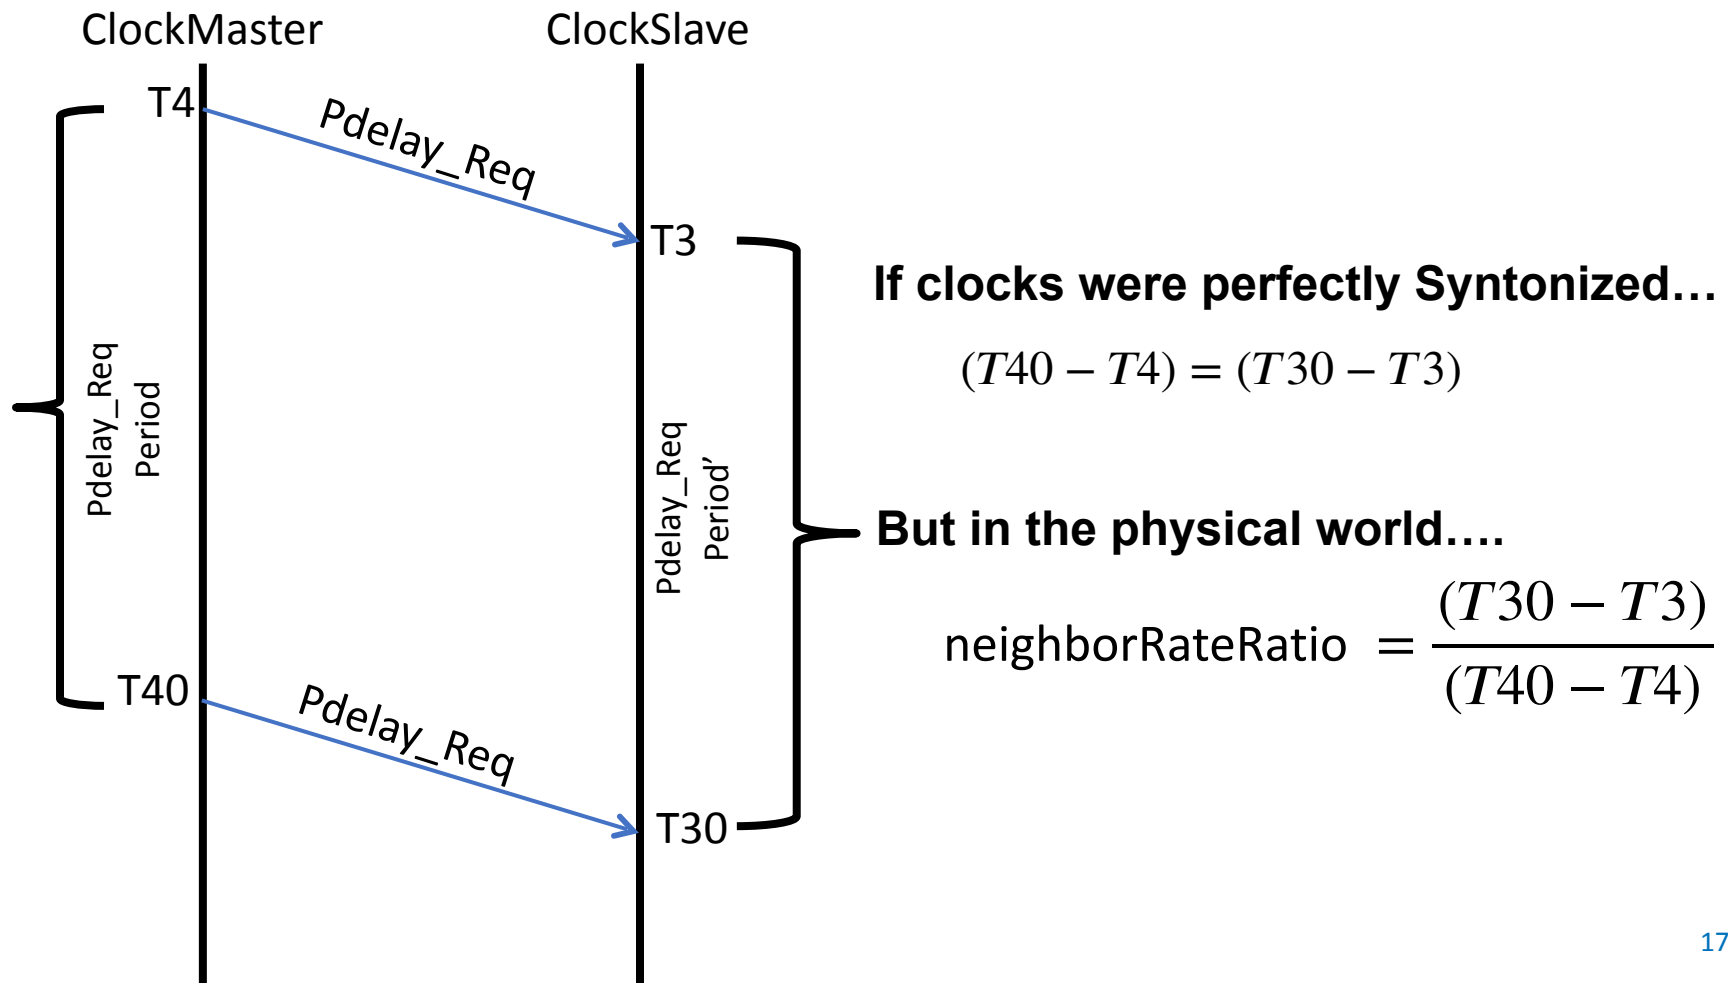 ClockMaster
ClockSlave
T4
Pdelay_Req
T3
Pdelay_Req
Period
Pdelay_Req
Period’
T40
Pdelay_Req
T30
If clocks were perfectly Syntonized…
(T40 − T4) = (T30 − T3)
But in the physical world….
neighborRateRatio = (T30 − T3)
(T40 − T4)
17